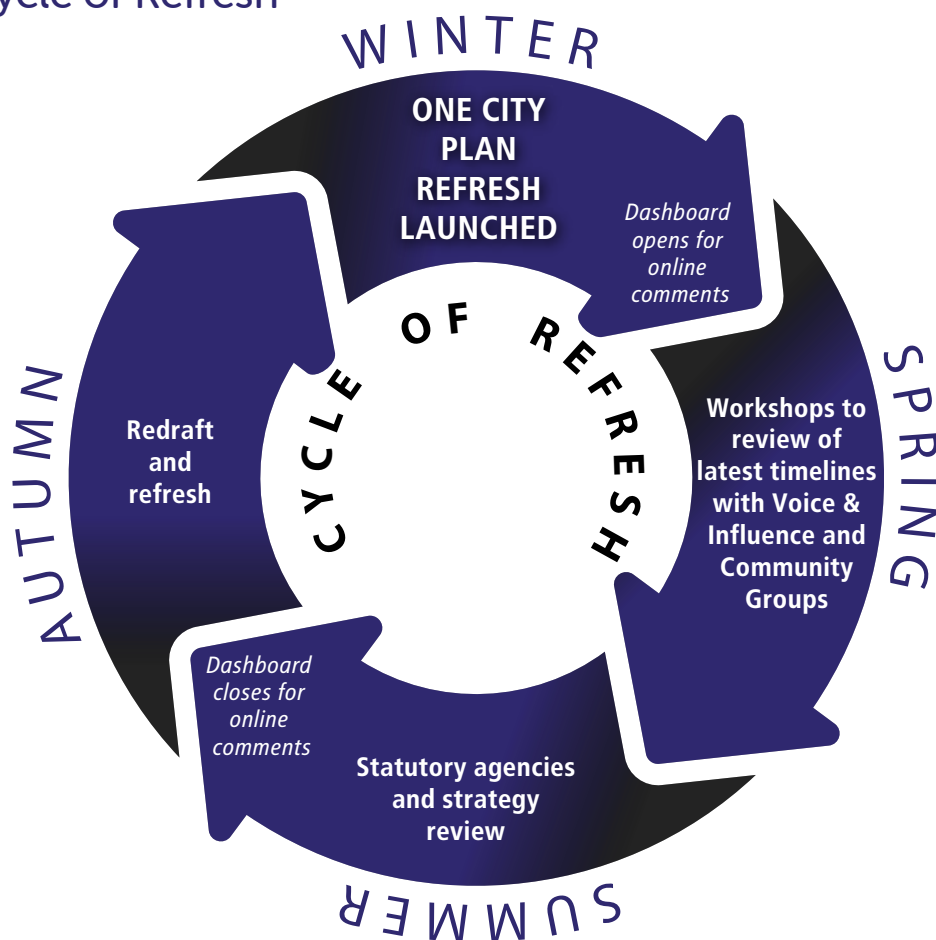 ycle of Refresh
WINTER
ONE CITY
PLAN
REFRESH
LAUNCHED
Dashboard
opens for
online
comments
SPRING
Workshops to
review of
latest timelines
with Voice &
Influence and
Community
Groups
SUMMER
Statutory agencies
and strategy
review
Dashboard
closes for
online
comments
AUTUMN
Redraft
and
refresh
CYCLE OF REFRESH